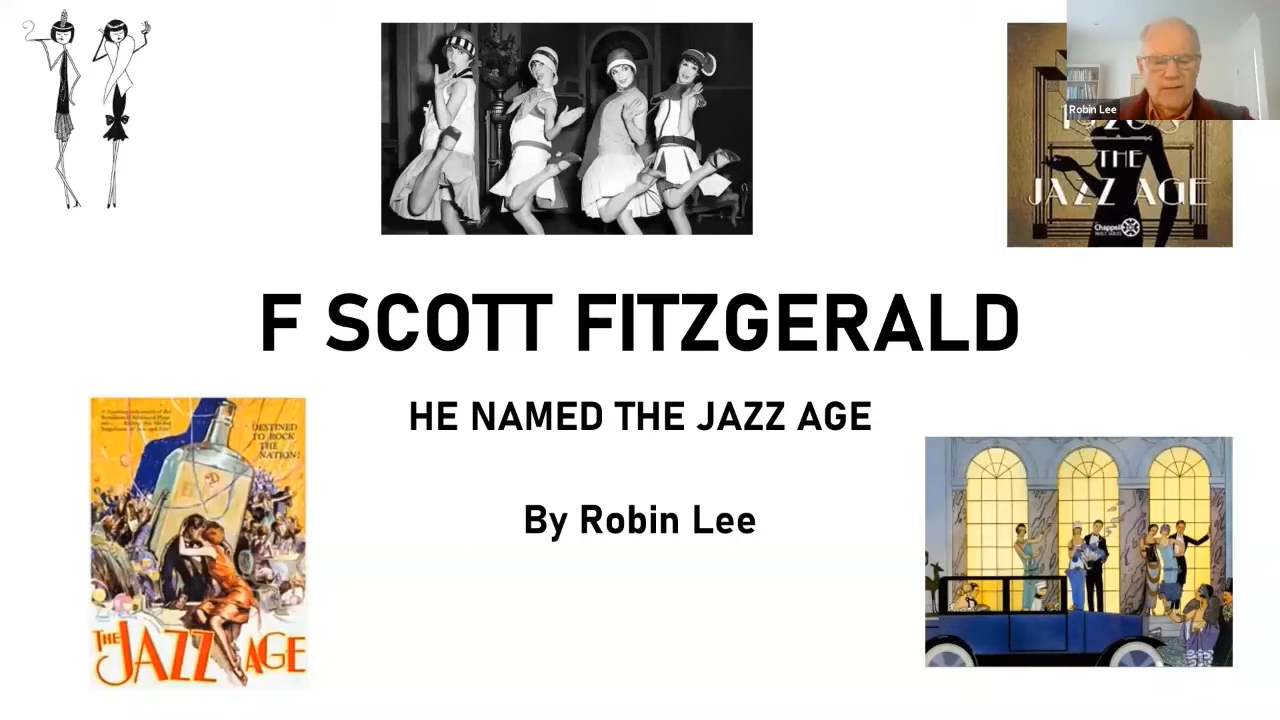 Robin Lee
THE
JAZZ AGE
Chappell
F SCOTT FITZGERALD
HE NAMED THE JAZZ AGE
By Robin Lee
DESTINED
TO ROCK
THE
NATION!
THE JAZZ AGE